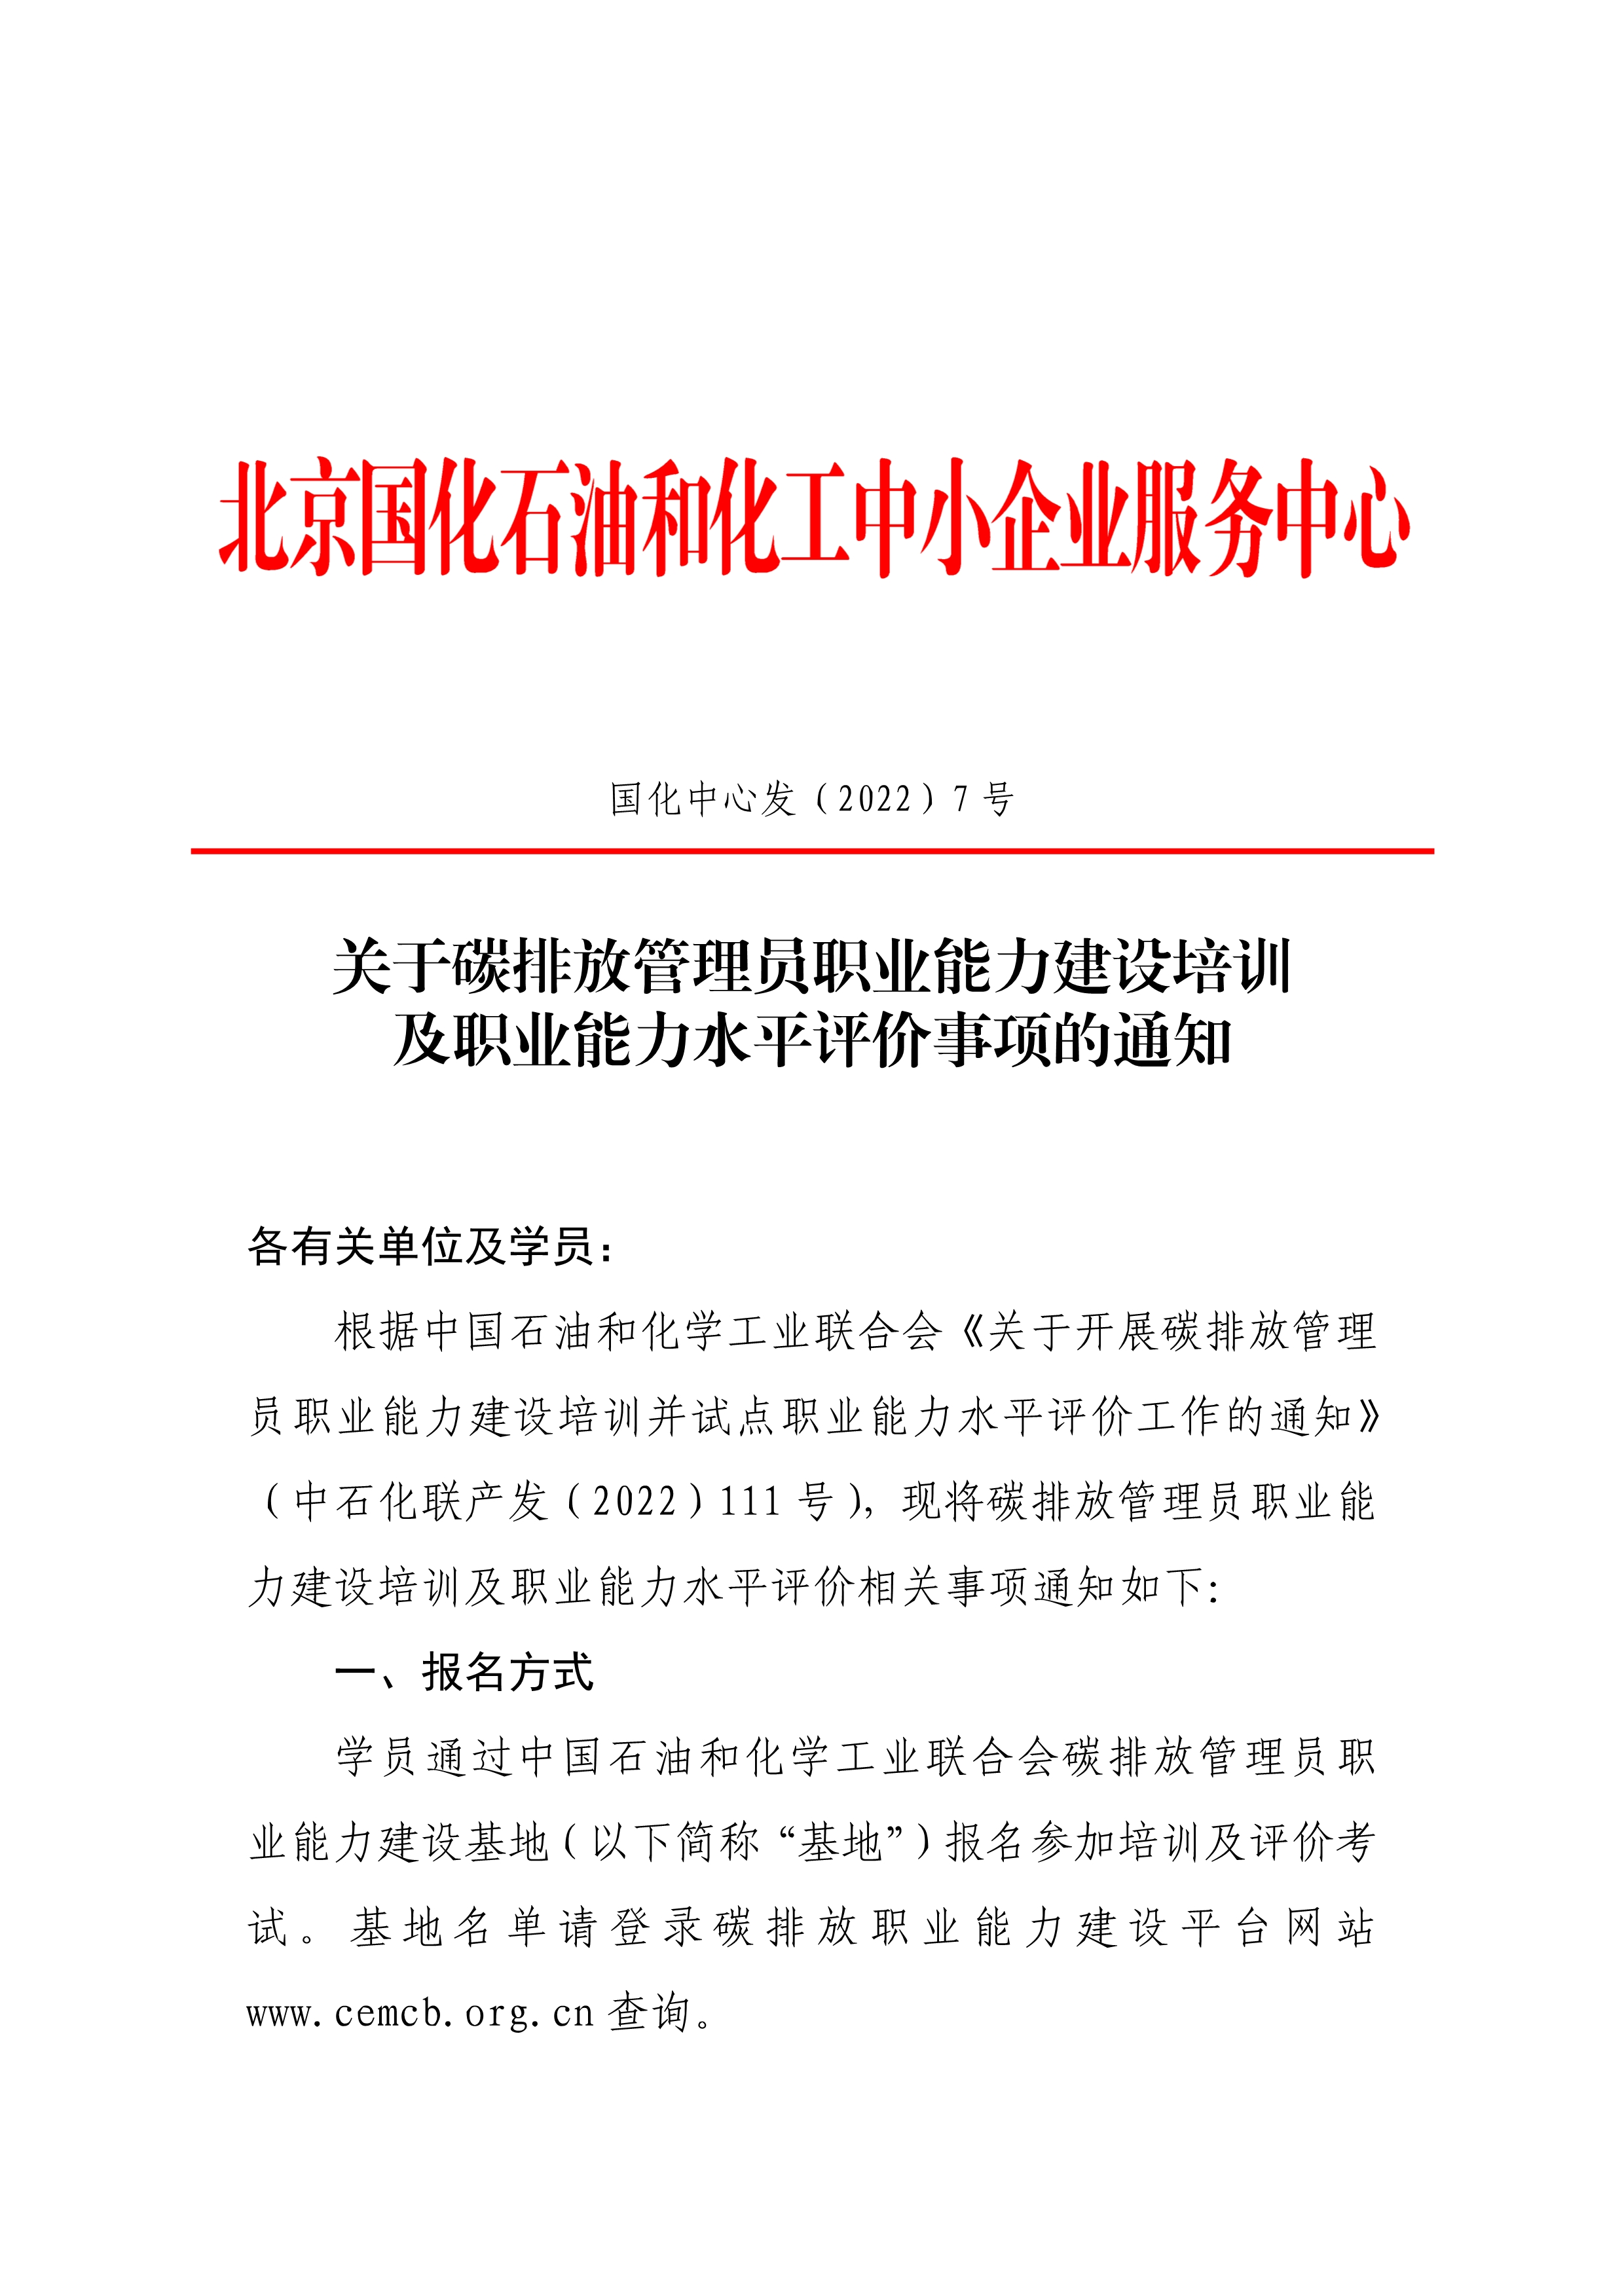 北京国化石油和化工中小企业服务中心
国化中心发（2022）7 号
关于碳排放管理员职业能力建设培训
及职业能力水平评价事项的通知
各有关单位及学员：
根据中国石油和化学工业联合会《关于开展碳排放管理
员职业能力建设培训并试点职业能力水平评价工作的通知》
（中石化联产发（2022）111 号），现将碳排放管理员职业能
力建设培训及职业能力水平评价相关事项通知如下：
一、报名方式
学员通过中国石油和化学工业联合会碳排放管理员职
业能力建设基地（以下简称“基地”）报名参加培训及评价考
试。基地名单请登录碳排放职业能力建设平台网站
www.cemcb.org.cn 查询。